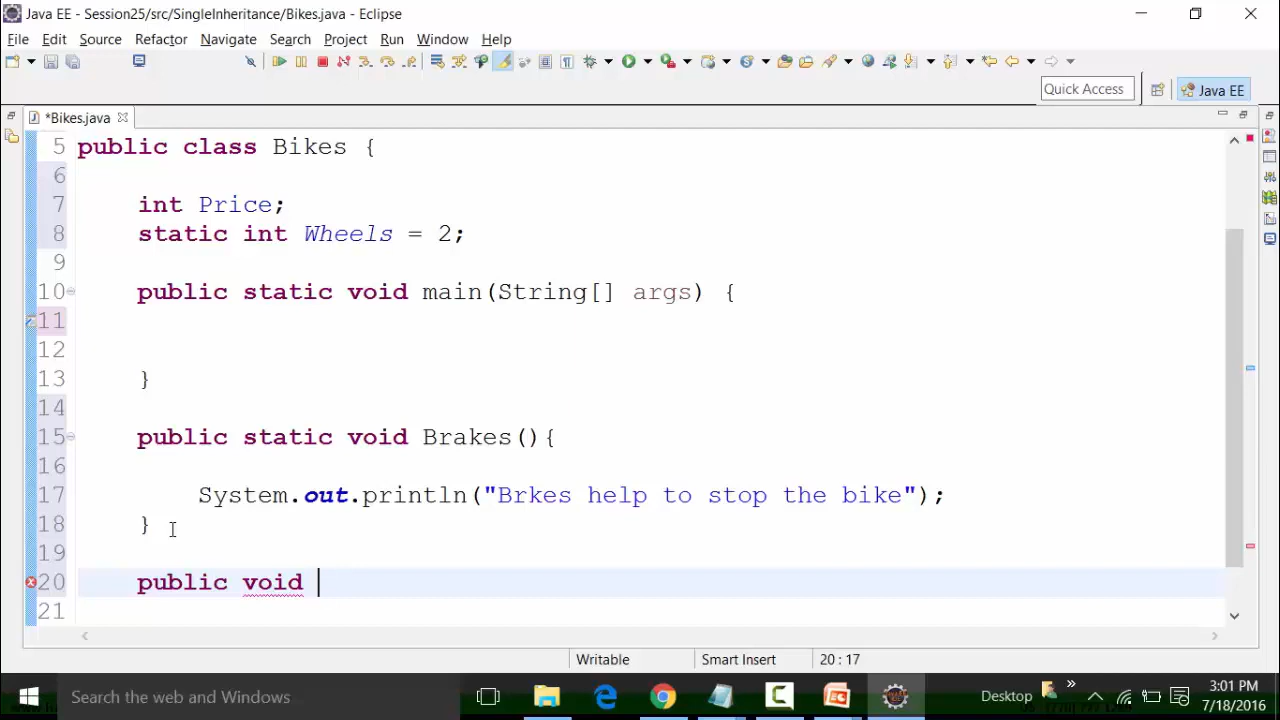 Java EE - Session25/src/SingleInheritance/Bikes.java - Eclipse
File Edit Source Refactor Navigate Search Project Run Window Help
Quick Access Java EE
*Bikes.java
5 public class Bikes {
6
7 int Price;
8 static int Wheels = 2;
9
10 public static void main(String[] args) {
11
12
13 }
14
15 public static void Brakes(){
16
17 System.out.println("Brkes help to stop the bike");
18 }
19
20 public void
21
Writable Smart Insert 20 : 17
Search the web and Windows Desktop 3:01 PM
7/18/2016